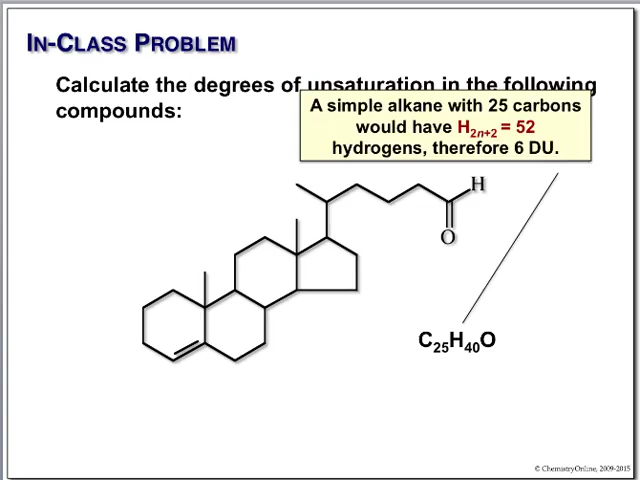 IN-CLASS PROBLEM
Calculate the degrees of unsaturation in the following
compounds:
A simple alkane with 25 carbons
would have H2n+2 = 52
hydrogens, therefore 6 DU.
H
O
C25H40O
© ChemistryOnline, 2009-2015